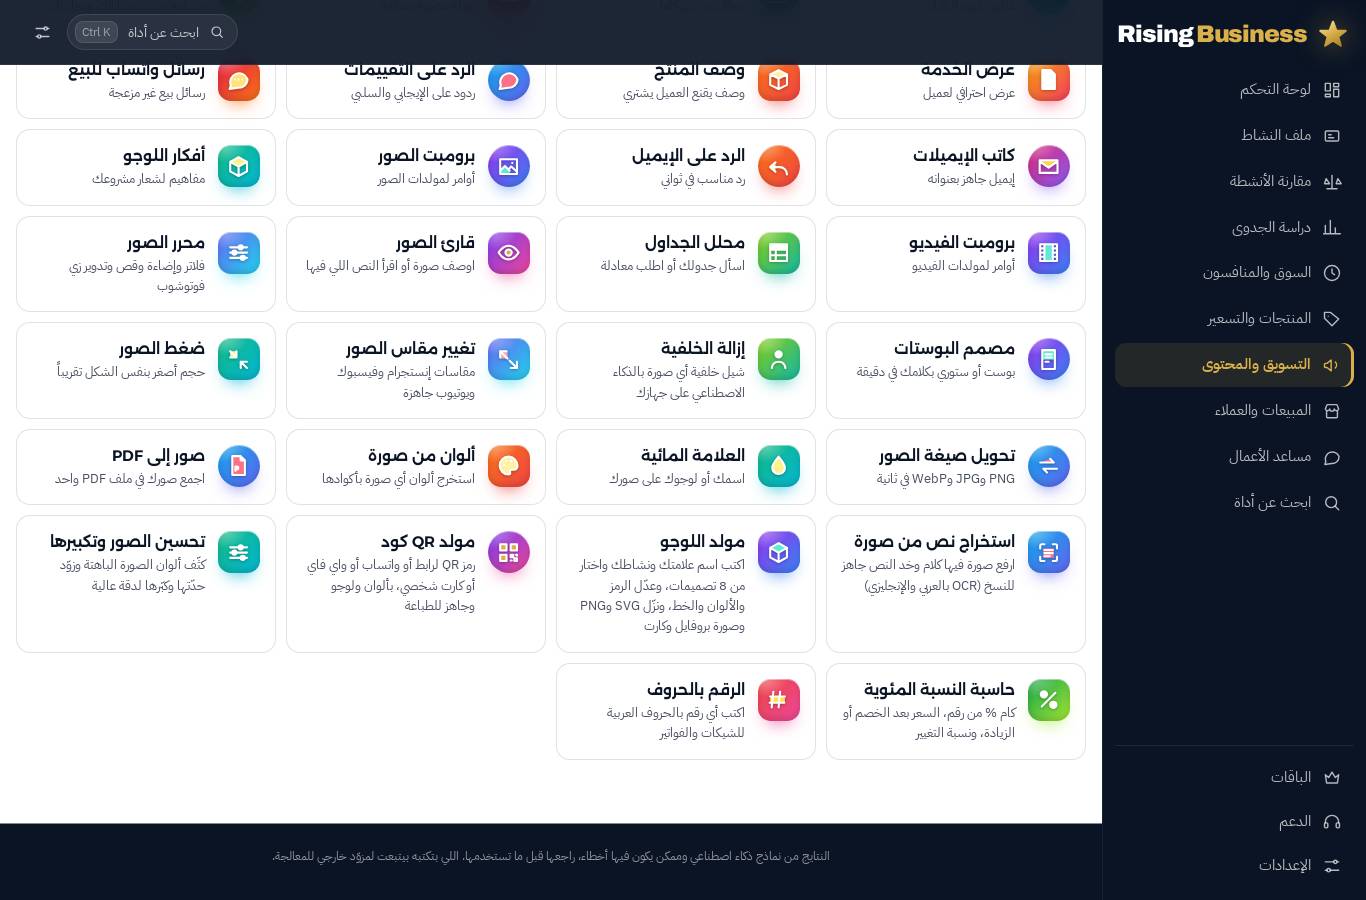 Rising Business
ابحث عن أداة
Ctrl K
لوحة التحكم
ملف النشاط
مقارنة الأنشطة
دراسة الجدوى
السوق والمنافسون
المنتجات والتسعير
التسويق والمحتوى
المبيعات والعملاء
مساعد الأعمال
ابحث عن أداة
الباقات
الدعم
الإعدادات
عرض الخدمة
عرض احترافي لعميل
وصف المنتج
وصف يقنع العميل يشتري
الرد على التقييمات
ردود على الإيجابي والسلبي
رسائل واتساب للبيع
رسائل بيع غير مزعجة
كاتب الإيميلات
إيميل جاهز بعنوانه
الرد على الإيميل
رد مناسب في ثواني
برومبت الصور
أوامر لمولدات الصور
أفكار اللوجو
مفاهيم لشعار مشروعك
برومبت الفيديو
أوامر لمولدات الفيديو
محلل الجداول
اسأل جدولك أو اطلب معادلة
قارئ الصور
اوصف صورة أو اقرأ النص اللي فيها
محرر الصور
فلاتر وإضاءة وقص وتدوير زي
فوتوشوب
مصمم البوستات
بوست أو ستوري بكلامك في دقيقة
إزالة الخلفية
شيل خلفية أي صورة بالذكاء
الاصطناعي على جهازك
تغيير مقاس الصور
مقاسات إنستجرام وفيسبوك
ويوتيوب جاهزة
ضغط الصور
حجم أصغر بنفس الشكل تقريباً
تحويل صيغة الصور
PNG وJPG وWebP في ثانية
العلامة المائية
اسمك أو لوجوك على صورك
ألوان من صورة
استخرج ألوان أي صورة بأكوادها
صور إلى PDF
اجمع صورك في ملف PDF واحد
استخراج نص من صورة
ارفع صورة فيها كلام وخد النص جاهز
للنسخ (OCR بالعربي والإنجليزي)
مولد اللوجو
اكتب اسم علامتك ونشاطك واختار
من 8 تصميمات، وعدّل الرمز
والألوان والخط، ونزّل SVG وPNG
وصورة بروفايل وكارت
مولد QR كود
رمز QR لرابط أو واتساب أو واي فاي
أو كارت شخصي، بألوان ولوجو
وجاهز للطباعة
تحسين الصور وتكبيرها
كثّف ألوان الصورة الباهتة وزوّد
حدّتها وكبّرها لدقة عالية
حاسبة النسبة المئوية
كام % من رقم، السعر بعد الخصم أو
الزيادة، ونسبة التغيير
الرقم بالحروف
اكتب أي رقم بالحروف العربية
للشيكات والفواتير
النتايج من نماذج ذكاء اصطناعي وممكن يكون فيها أخطاء، راجعها قبل ما تستخدمها. اللي بتكتبه بيتبعت لمزوّد خارجي للمعالجة.